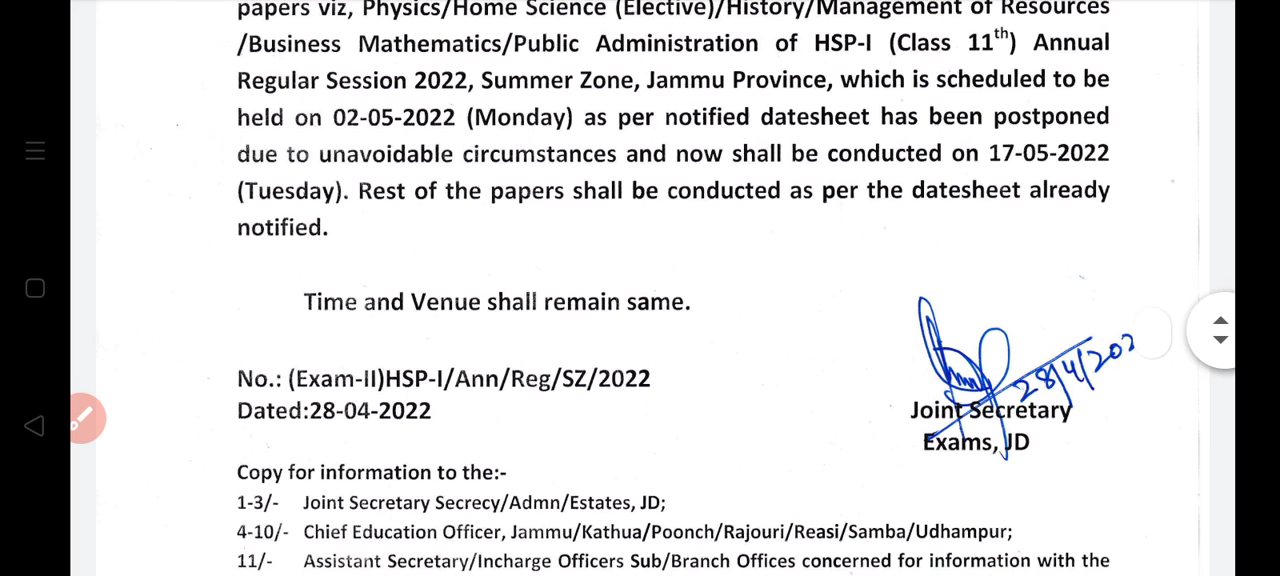 papers viz, Physics/Home Science (Elective)/History/Management of Resources
/Business Mathematics/Public Administration of HSP-I (Class 11th) Annual
Regular Session 2022, Summer Zone, Jammu Province, which is scheduled to be
held on 02-05-2022 (Monday) as per notified datesheet has been postponed
due to unavoidable circumstances and now shall be conducted on 17-05-2022
(Tuesday). Rest of the papers shall be conducted as per the datesheet already
notified.
Time and Venue shall remain same.
28/4/202
No.: (Exam-II)HSP-I/Ann/Reg/SZ/2022
Dated:28-04-2022
Joint Secretary
Exams, JD
Copy for information to the:-
1-3/- Joint Secretary Secrecy/Admn/Estates, JD;
4-10/- Chief Education Officer, Jammu/Kathua/Poonch/Rajouri/Reasi/Samba/Udhampur;
11/- Assistant Secretary/Incharge Officers Sub/Branch Offices concerned for information with the